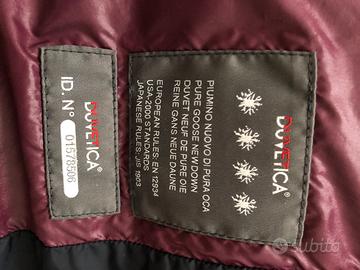 DUVETICA®
ID. N° 01578506
DUVETICA®
PIUMINO NUOVO DI PURA OCA
PURE GOOSE NEW DOWN
DUVET NEUF DE PURE OIE
REINE GANS NEUE DAUNE
EUROPEAN RULES: EN 12934
USA-2000 STANDARDS
JAPANESE RULES: JIS 1903
subito